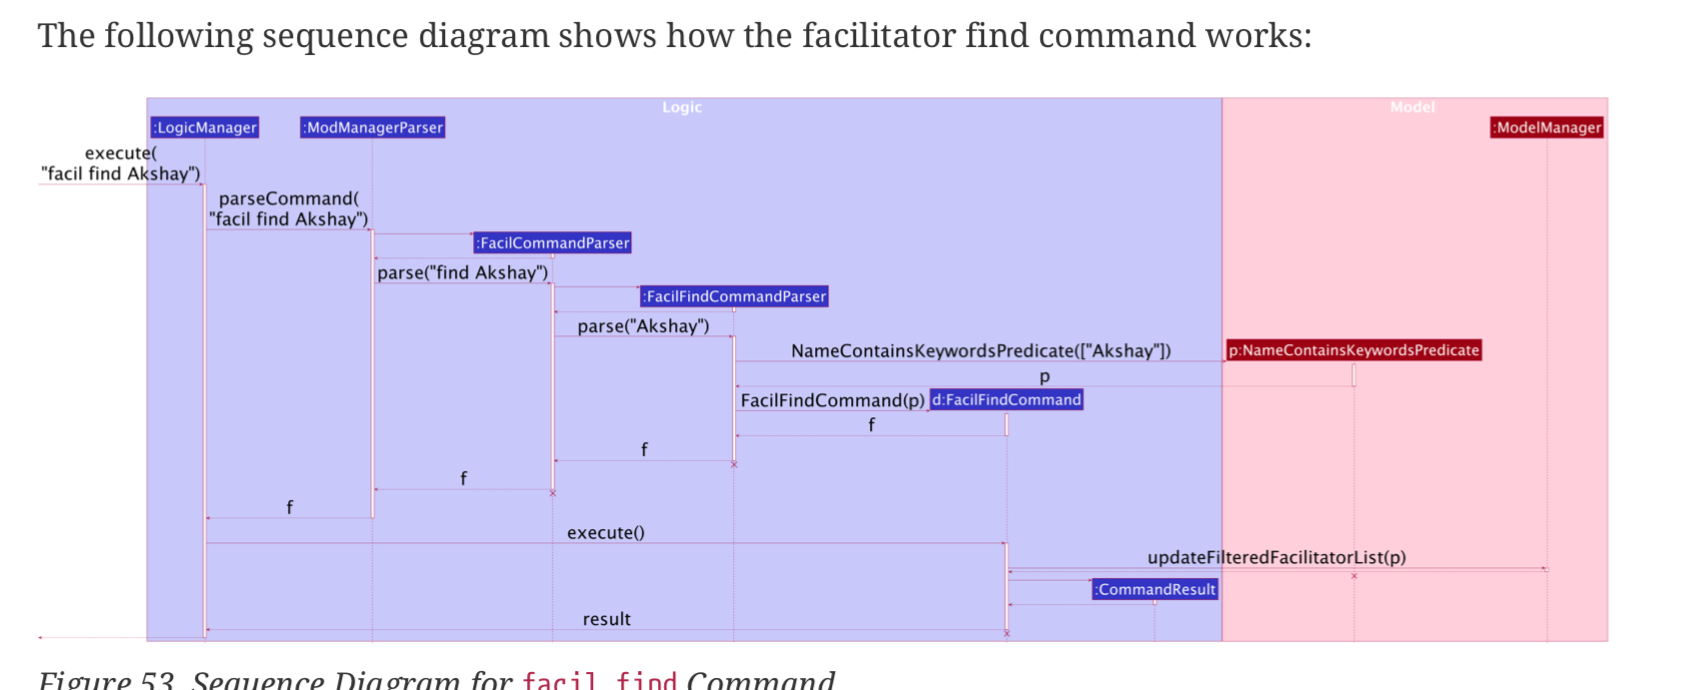 The following sequence diagram shows how the facilitator find command works:
Logic
Model
:LogicManager
:ModManagerParser
:ModelManager
execute(
"facil find Akshay")
parseCommand(
"facil find Akshay")
:FacilCommandParser
parse("find Akshay")
:FacilFindCommandParser
parse("Akshay")
NameContainsKeywordsPredicate(["Akshay"])
p:NameContainsKeywordsPredicate
p
FacilFindCommand(p)
d:FacilFindCommand
f
f
f
f
execute()
updateFilteredFacilitatorList(p)
:CommandResult
result
Figure 53. Sequence Diagram for facil find Command